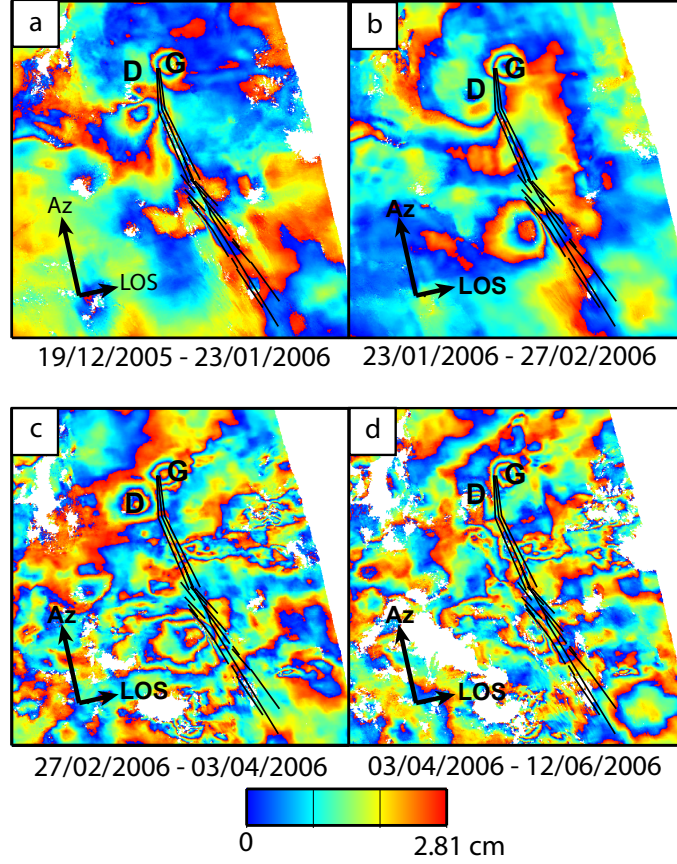 a
D G
Az
LOS
19/12/2005 - 23/01/2006
b
G
D
Az
LOS
23/01/2006 - 27/02/2006
c
G
D
Az
LOS
27/02/2006 - 03/04/2006
d
G
D
Az
LOS
03/04/2006 - 12/06/2006
0
2.81 cm